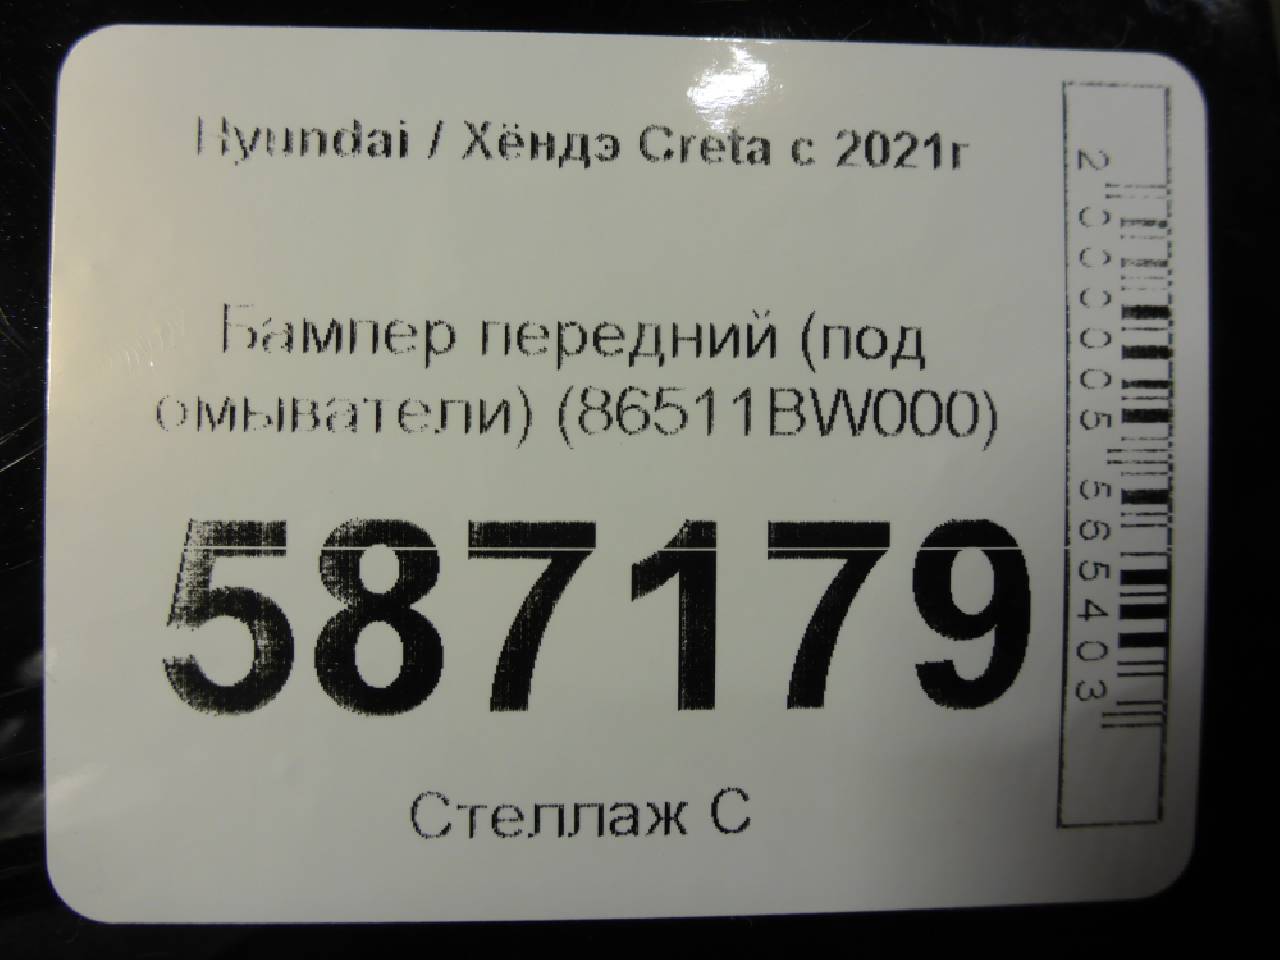 Hyundai / Хёндэ Creta с 2021г
Бампер передний (под
омыватели) (86511BW000)
587179
Стеллаж С
2000005565403